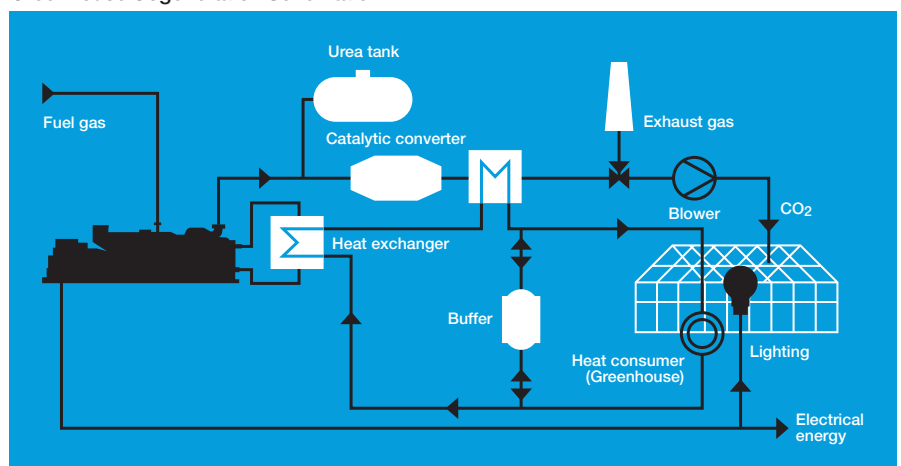 Urea tank
Fuel gas
Exhaust gas
Catalytic converter
Blower
CO2
Heat exchanger
Buffer
Lighting
Heat consumer
(Greenhouse)
Electrical
energy